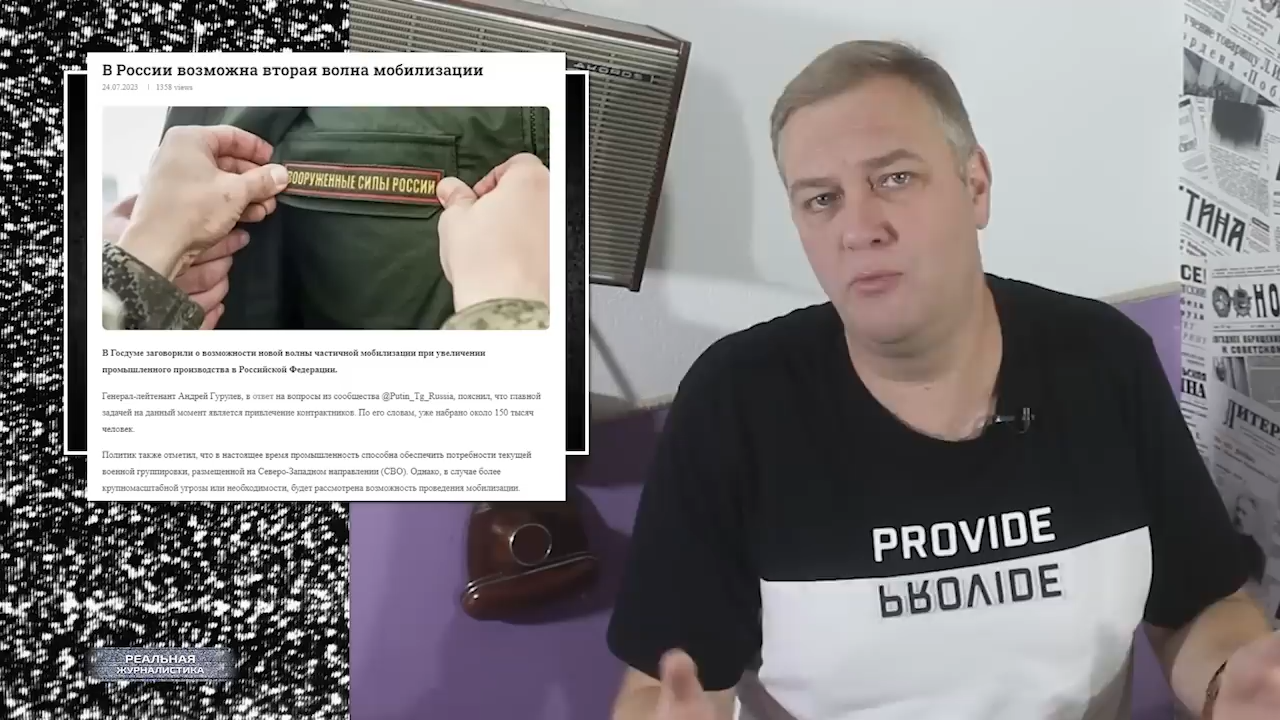 В России возможна вторая волна мобилизации
24.07.2023 | 1358 views
ВООРУЖЕННЫЕ СИЛЫ РОССИИ
В Госдуме заговорили о возможности новой волны частичной мобилизации при увеличении
промышленного производства в Российской Федерации.
Генерал-лейтенант Андрей Гурулев, в ответ на вопросы из сообщества @Putin_Tg_Russia, пояснил, что главной
задачей на данный момент является привлечение контрактников. По его словам, уже набрано около 150 тысяч
человек.
Политик также отметил, что в настоящее время промышленность способна обеспечить потребности текущей
военной группировки, размещенной на Северо-Западном направлении (СВО). Однако, в случае более
крупномасштабной угрозы или необходимости, будет рассмотрена возможность проведения мобилизации.
РЕАЛЬНАЯ
ЖУРНАЛИСТИКА
PROVIDE
PROVIDE
ТИНА
НО
И СОВЕТСКОМ
ЛИТЕР